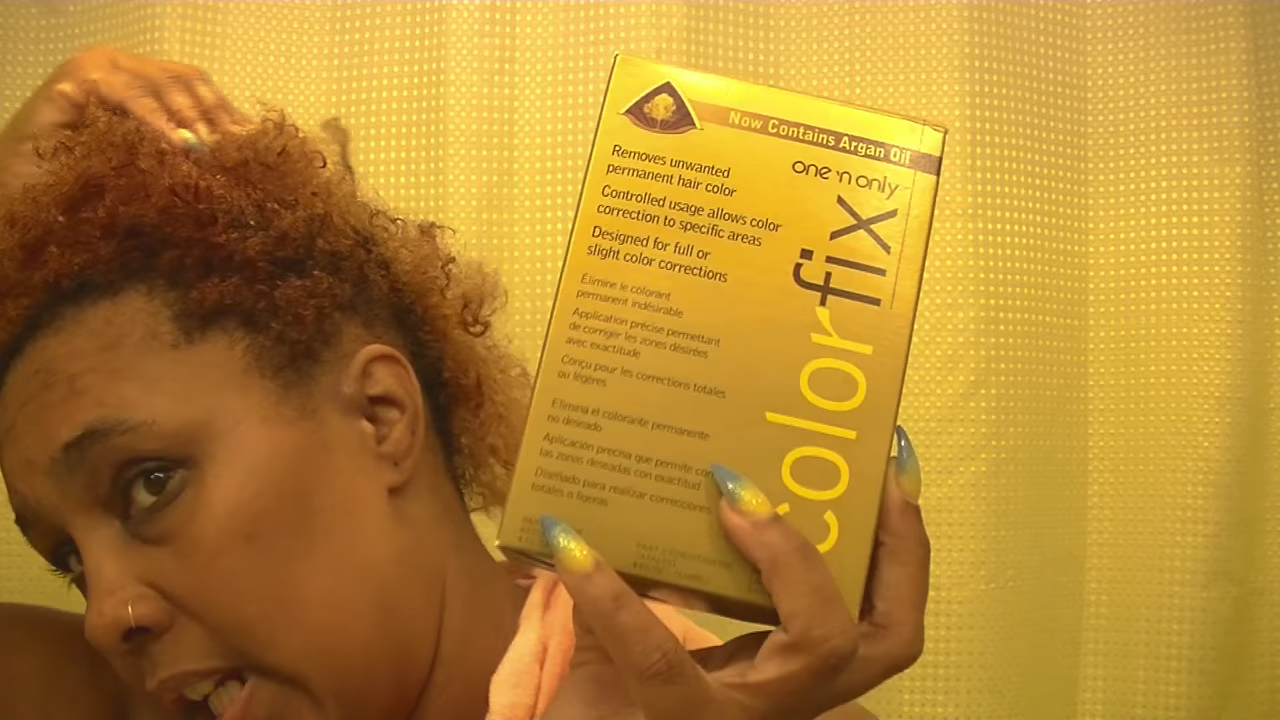 Now Contains Argan Oil
one 'n only
colorfix
Removes unwanted
permanent hair color
Controlled usage allows color
correction to specific areas
Designed for full or
slight color corrections
Élimine le colorant
permanent indésirable
Application précise permettant
de corriger les zones désirées
avec exactitude
Conçu pour les corrections totales
ou légères
Elimina el colorante permanente
no deseado
Aplicación precisa que permite con
las zonas deseadas con exactitud
Diseñado para realizar correcciones
totales o ligeras